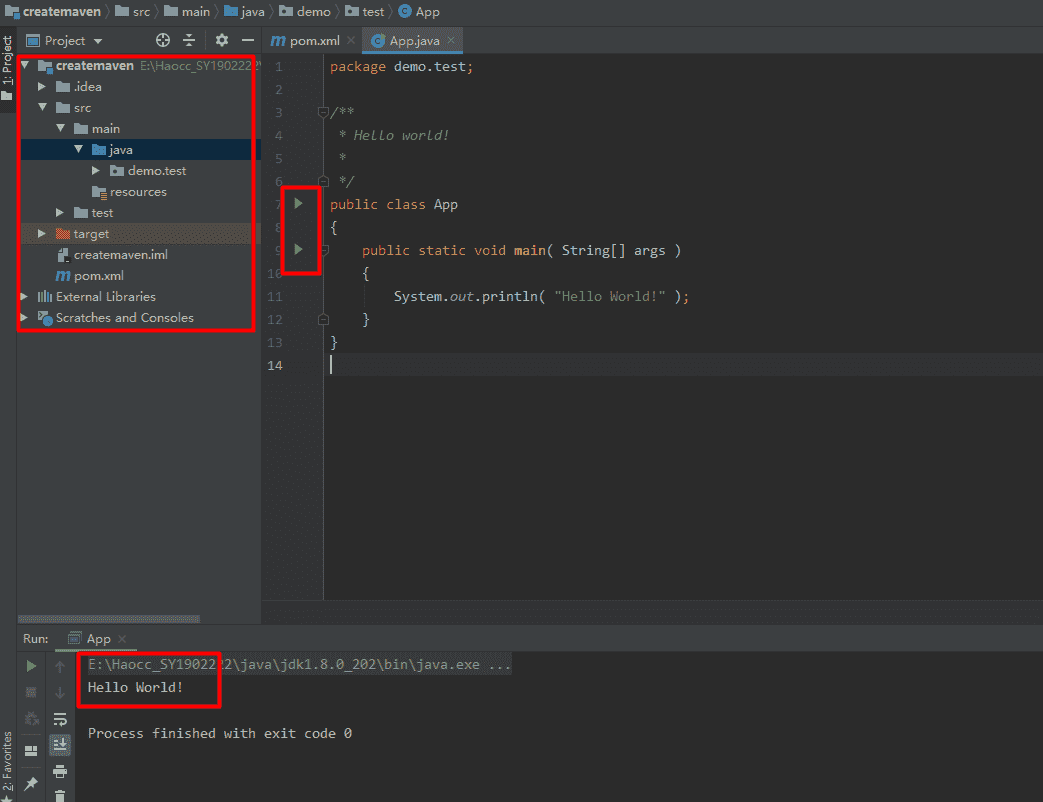 createmaven src main java demo test App
Project
pom.xml
App.java
1: Project
createmaven E:\Haocc_SY1902222
.idea
src
main
java
demo.test
resources
test
target
createmaven.iml
pom.xml
External Libraries
Scratches and Consoles
1 package demo.test;
2
3 /**
4 * Hello world!
5 *
6 */
7 public class App
8 {
9 public static void main( String[] args )
10 {
11 System.out.println( "Hello World!" );
12 }
13 }
14
Run: App
E:\Haocc_SY1902222\java\jdk1.8.0_202\bin\java.exe ...
Hello World!
Process finished with exit code 0
2: Favorites